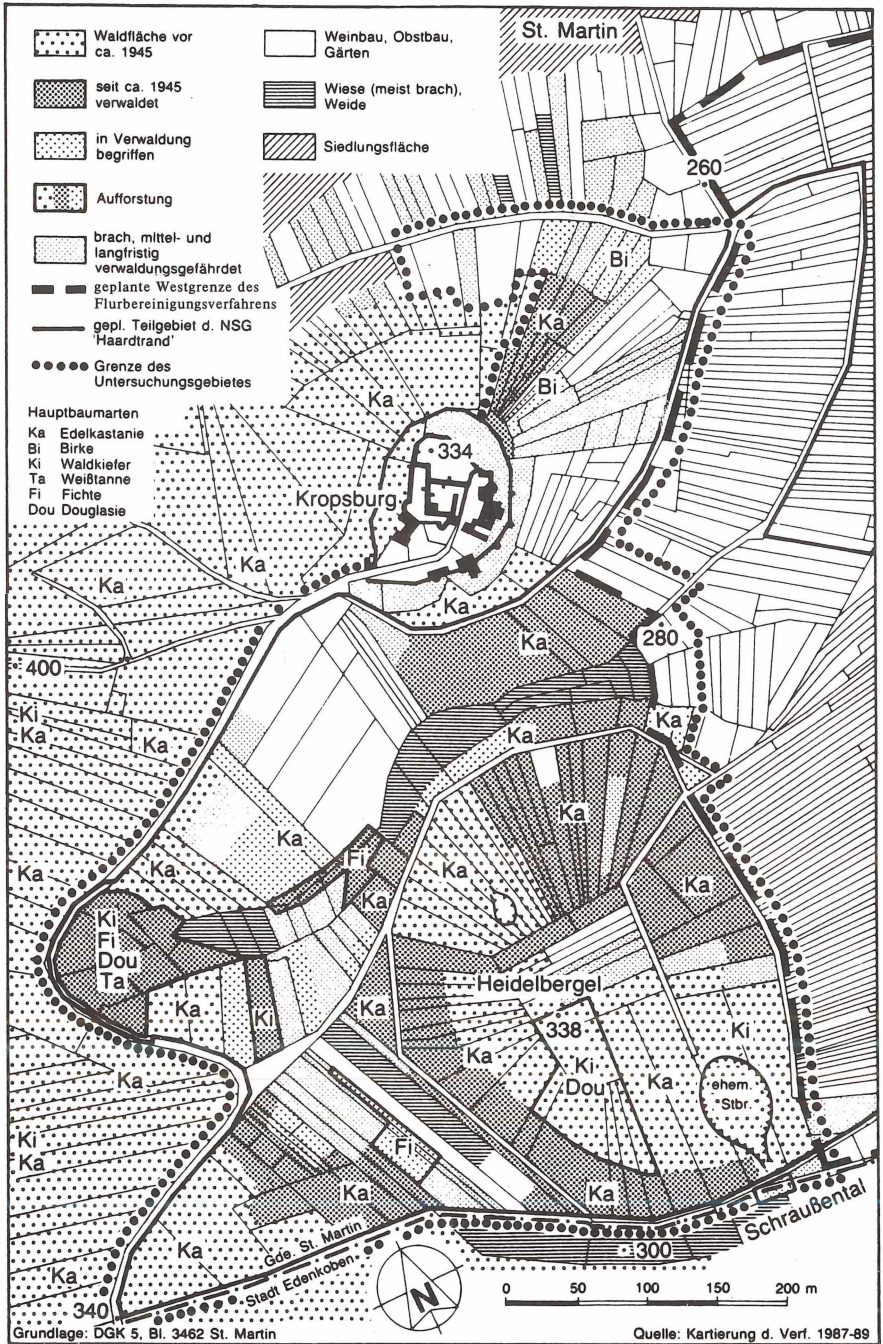 Waldfläche vor
ca. 1945
seit ca. 1945
verwaldet
in Verwaldung
begriffen
Aufforstung
brach, mittel- und
langfristig
verwaldungsgefährdet
geplante Westgrenze des
Flurbereinigungsverfahrens
gepl. Teilgebiet d. NSG
'Haardtrand'
Grenze des
Untersuchungsgebietes
Weinbau, Obstbau,
Gärten
Wiese (meist brach),
Weide
Siedlungsfläche
Hauptbaumarten
Ka Edelkastanie
Bi Birke
Ki Waldkiefer
Ta Weißtanne
Fi Fichte
Dou Douglasie
St. Martin
260
Bi
Ka
Ka
Bi
334
Kropsburg
Ka
Ka
Ka
Ka
280
400
Ki
Ka
Ka
Ka
Ka
Ka
Ka
Fi
Ka
Ka
Ka
Ka
Ka
Ki
Fi
Dou
Ta
Ka
Ki
Ka
Heidelbergel
338
Ki
Ka
Ki
Dou
Ka
ehem.
Stbr.
Ka
Ki
Ka
Fi
Ka
Ka
Schraußental
Ka
Gde. St. Martin
Stadt Edenkoben
300
Ka
340
N
0 50 100 150 200 m
Grundlage: DGK 5, Bl. 3462 St. Martin
Quelle: Kartierung d. Verf. 1987-89